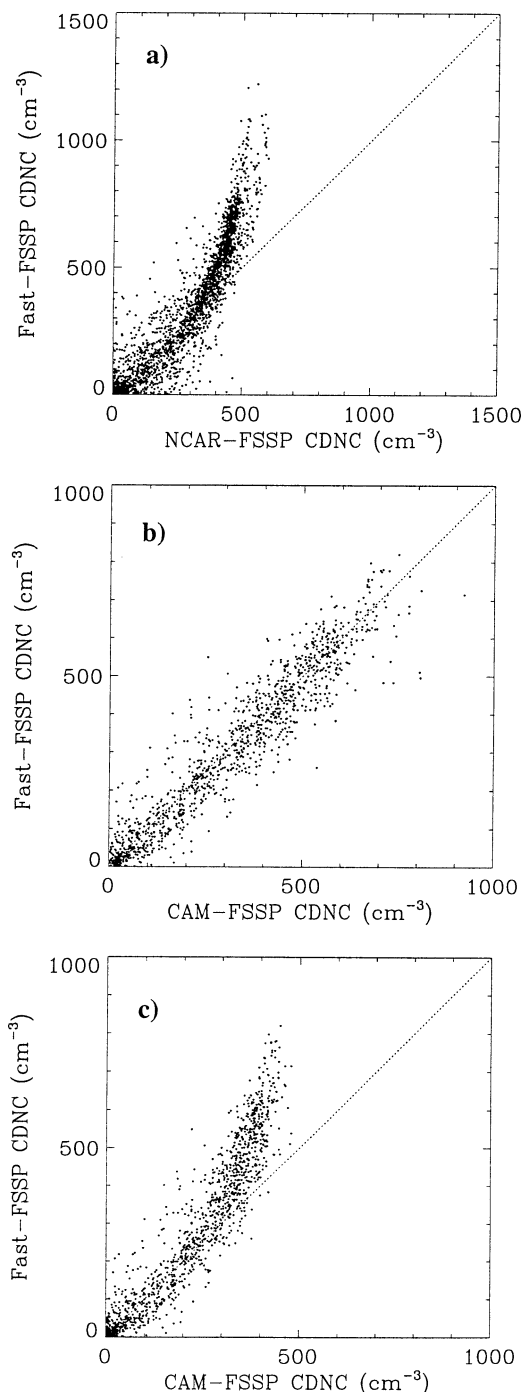 1500
a)
1000
500
0
Fast-FSSP CDNC (cm⁻³)
0 500 1000 1500
NCAR-FSSP CDNC (cm⁻³)
1000
b)
500
0
Fast-FSSP CDNC (cm⁻³)
0 500 1000
CAM-FSSP CDNC (cm⁻³)
1000
c)
500
0
Fast-FSSP CDNC (cm⁻³)
0 500 1000
CAM-FSSP CDNC (cm⁻³)